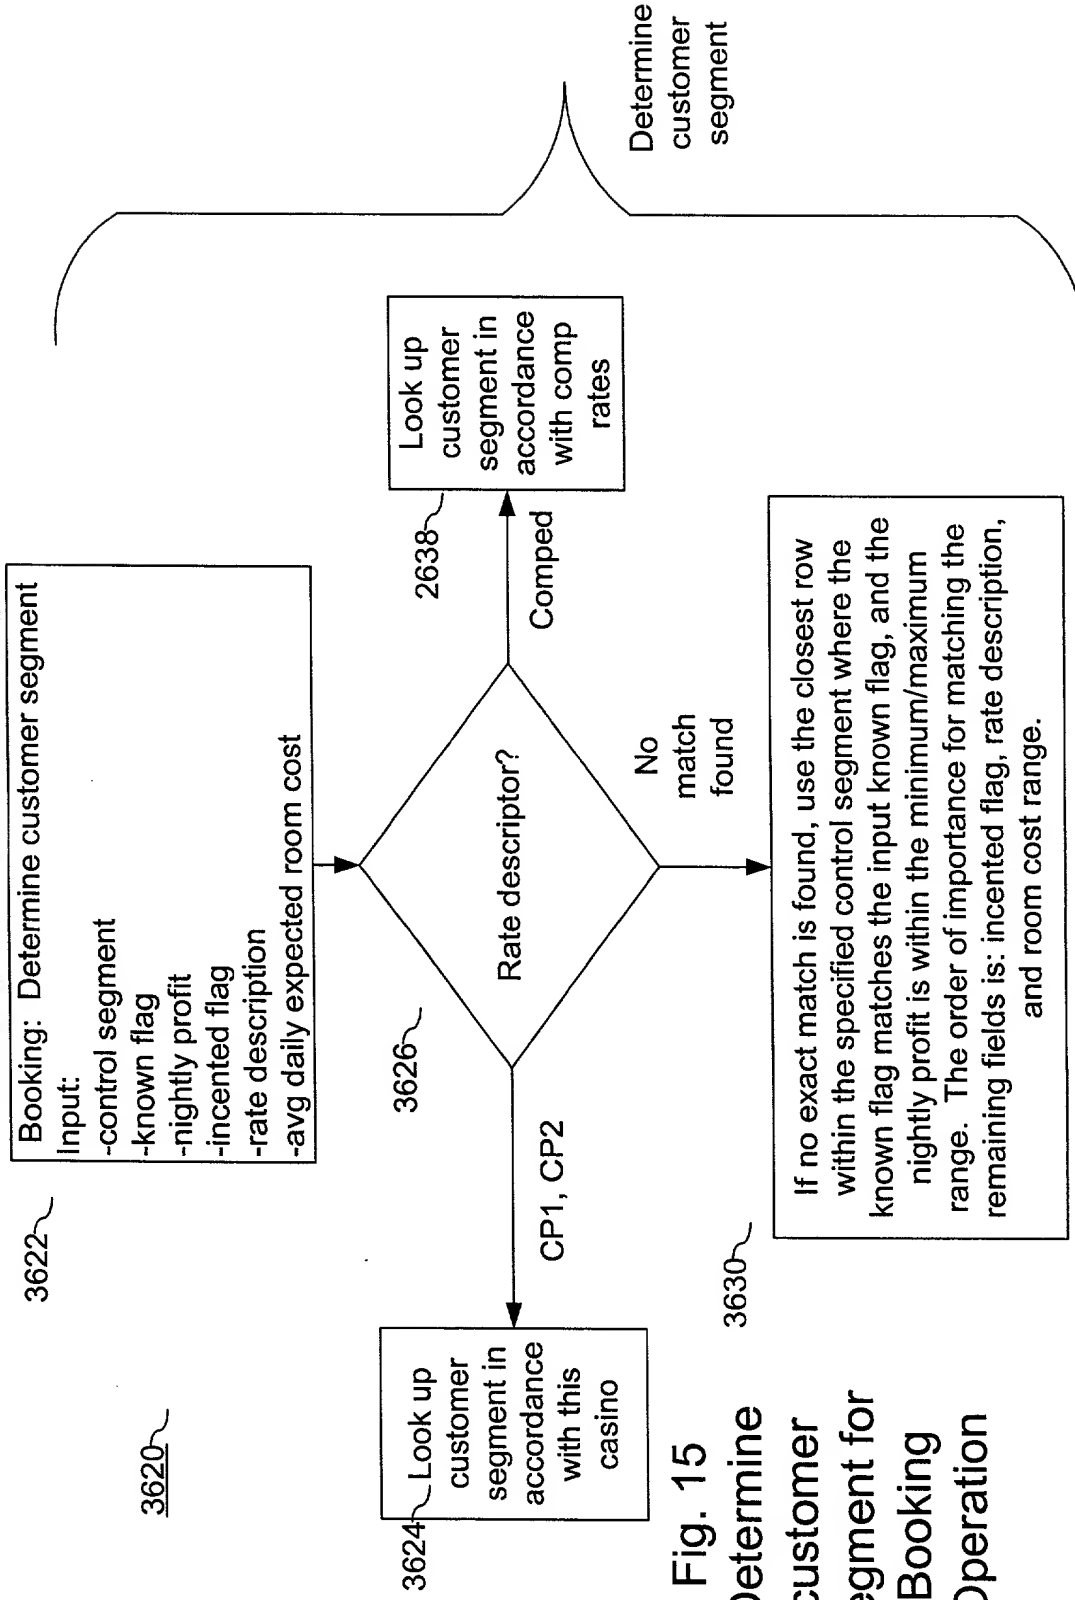 3620
3622
Booking: Determine customer segment
Input:
-control segment
-known flag
-nightly profit
-incented flag
-rate description
-avg daily expected room cost
3624
Look up
customer
segment in
accordance
with this
casino
CP1, CP2
3626
Rate descriptor?
Comped
2638
Look up
customer
segment in
accordance
with comp
rates
No
match
found
3630
If no exact match is found, use the closest row
within the specified control segment where the
known flag matches the input known flag, and the
nightly profit is within the minimum/maximum
range. The order of importance for matching the
remaining fields is: incented flag, rate description,
and room cost range.
Determine
customer
segment
Fig. 15
Determine
customer
segment for
Booking
Operation